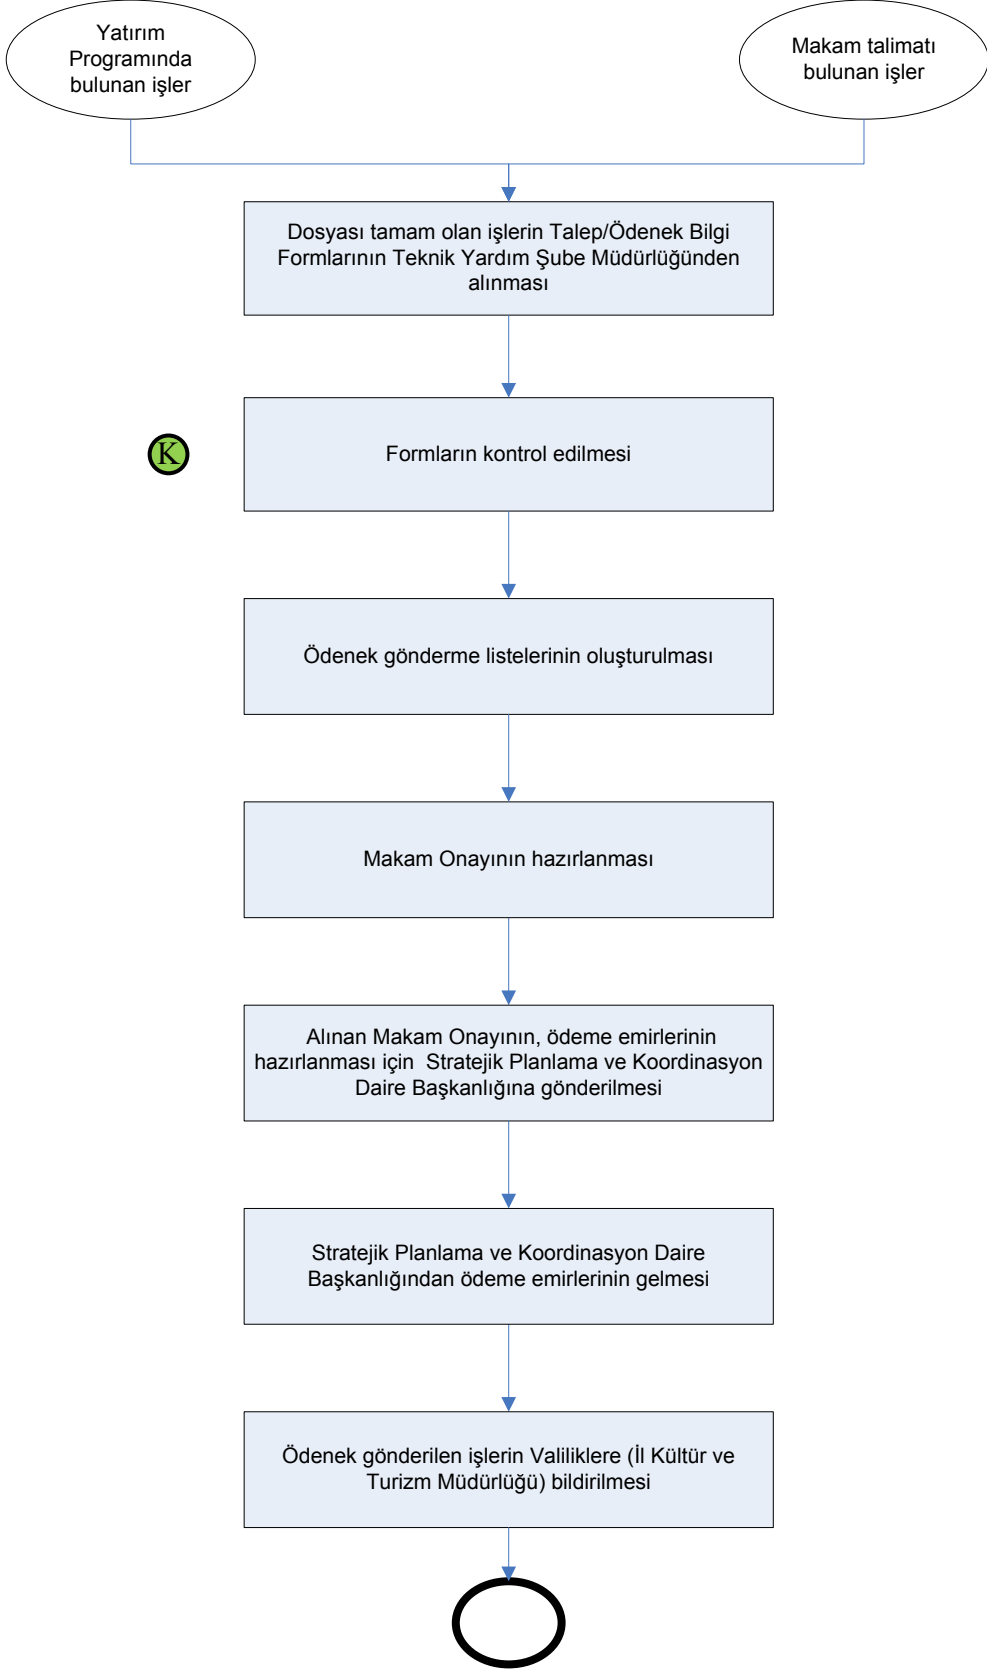 Yatırım
Programında
bulunan işler
Makam talimatı
bulunan işler
Dosyası tamam olan işlerin Talep/Ödenek Bilgi
Formlarının Teknik Yardım Şube Müdürlüğünden
alınması
K
Formların kontrol edilmesi
Ödenek gönderme listelerinin oluşturulması
Makam Onayının hazırlanması
Alınan Makam Onayının, ödeme emirlerinin
hazırlanması için  Stratejik Planlama ve Koordinasyon
Daire Başkanlığına gönderilmesi
Stratejik Planlama ve Koordinasyon Daire
Başkanlığından ödeme emirlerinin gelmesi
Ödenek gönderilen işlerin Valiliklere (İl Kültür ve
Turizm Müdürlüğü) bildirilmesi